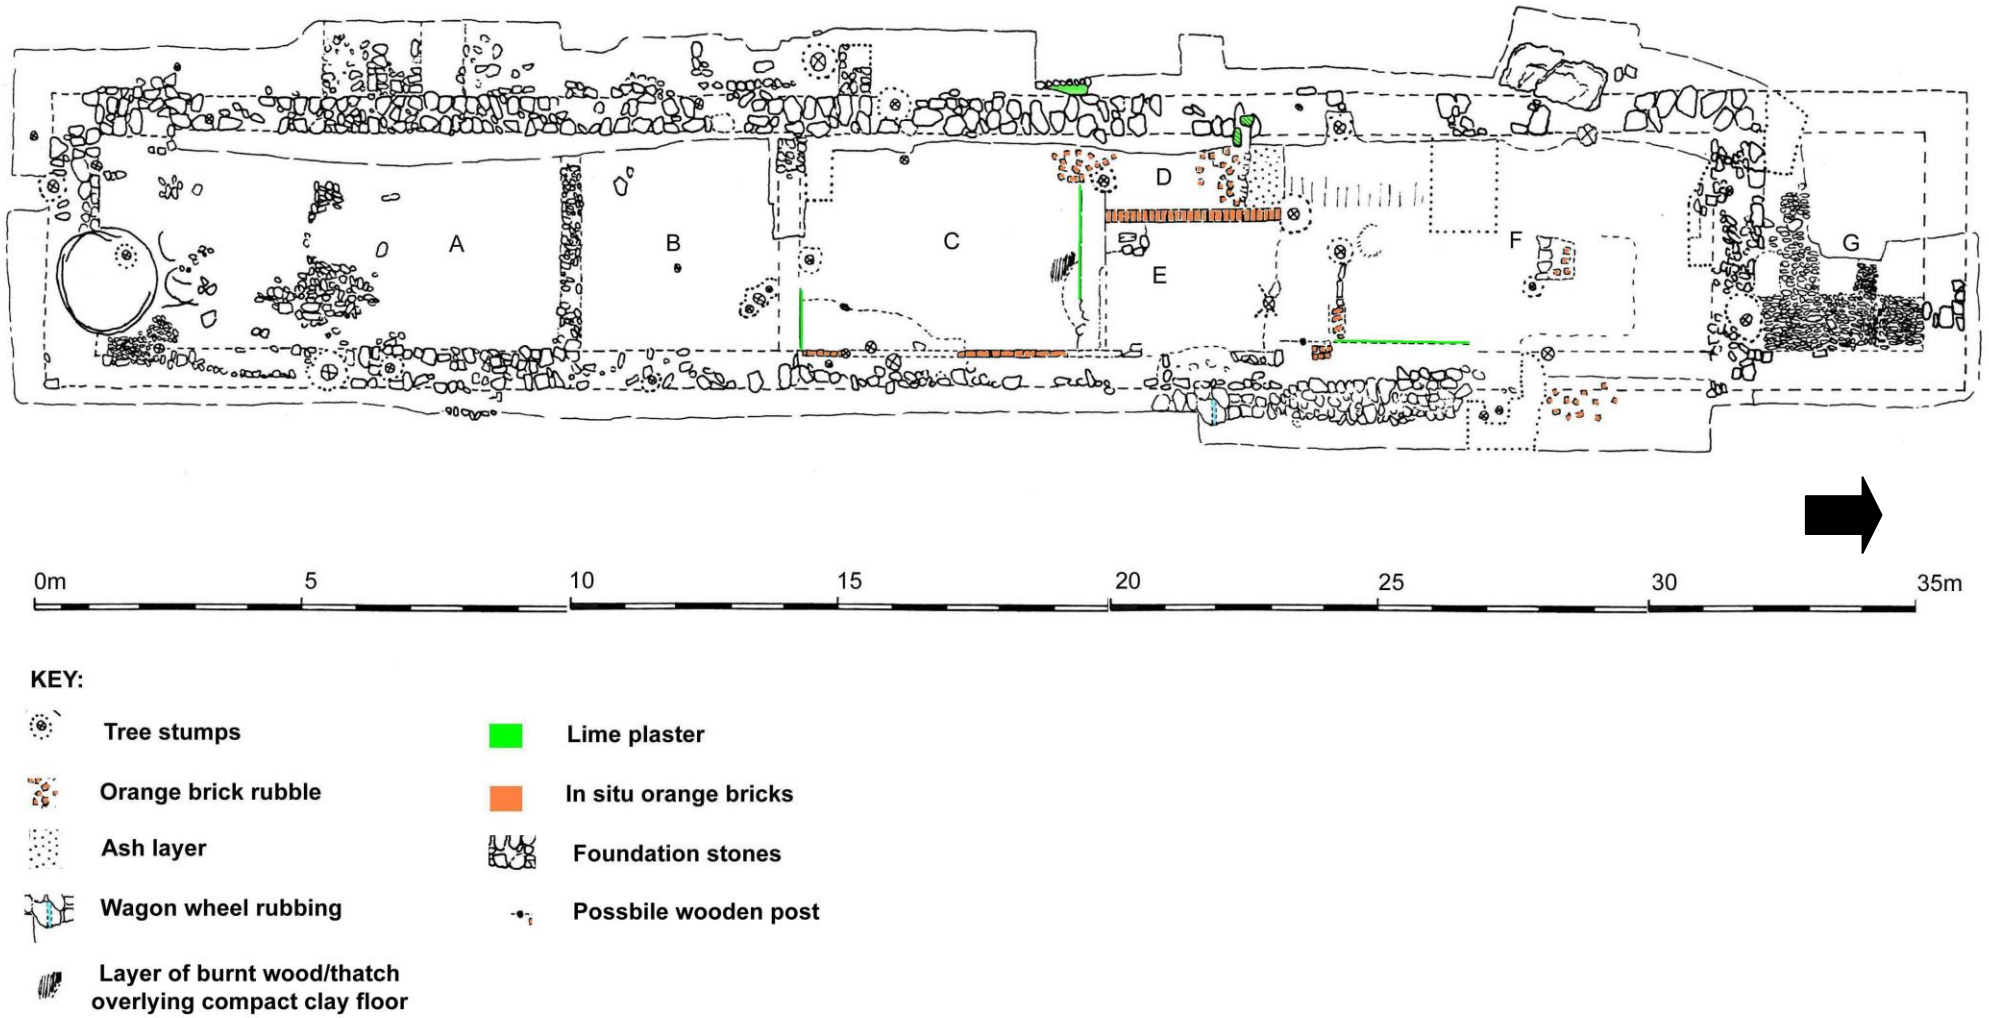 A B C D E F G
0m 5 10 15 20 25 30 35m
KEY:
Tree stumps
Lime plaster
Orange brick rubble
In situ orange bricks
Ash layer
Foundation stones
Wagon wheel rubbing
Possbile wooden post
Layer of burnt wood/thatch
overlying compact clay floor